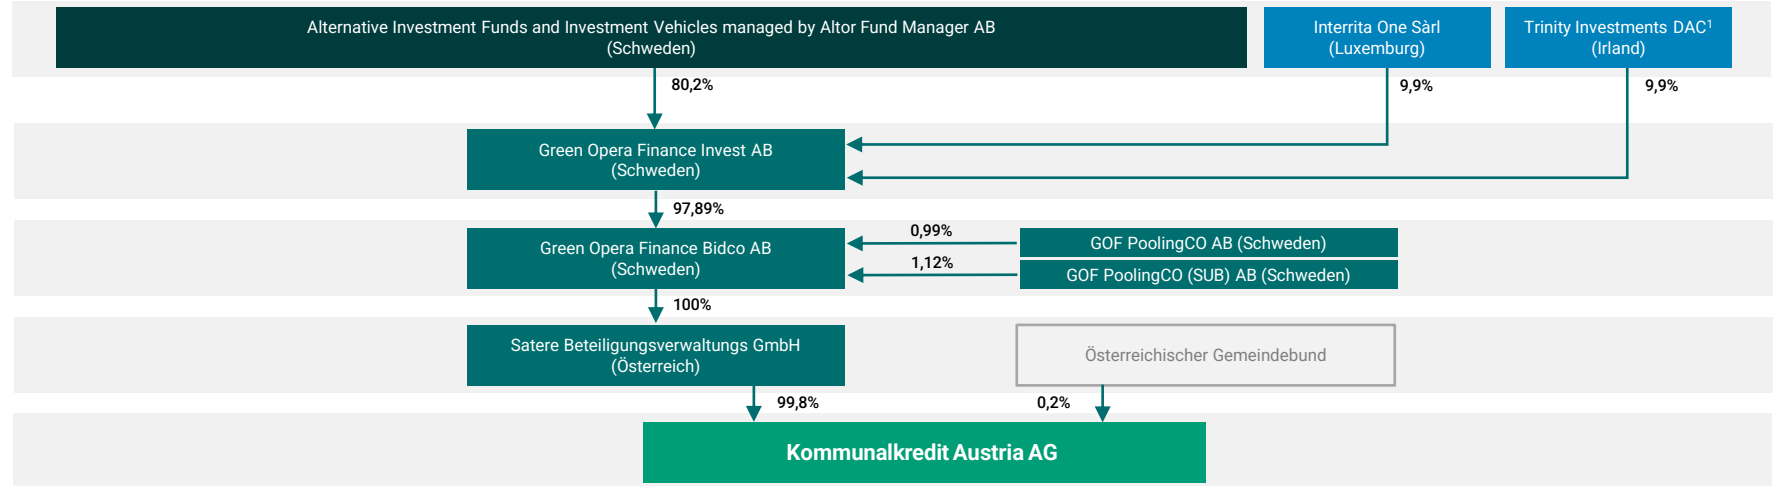 Alternative Investment Funds and Investment Vehicles managed by Altor Fund Manager AB
(Schweden)
Interrita One Sàrl
(Luxemburg)
Trinity Investments DAC¹
(Irland)
80,2%
9,9%
9,9%
Green Opera Finance Invest AB
(Schweden)
97,89%
Green Opera Finance Bidco AB
(Schweden)
0,99%
GOF PoolingCO AB (Schweden)
1,12%
GOF PoolingCO (SUB) AB (Schweden)
100%
Satere Beteiligungsverwaltungs GmbH
(Österreich)
Österreichischer Gemeindebund
99,8%
0,2%
Kommunalkredit Austria AG